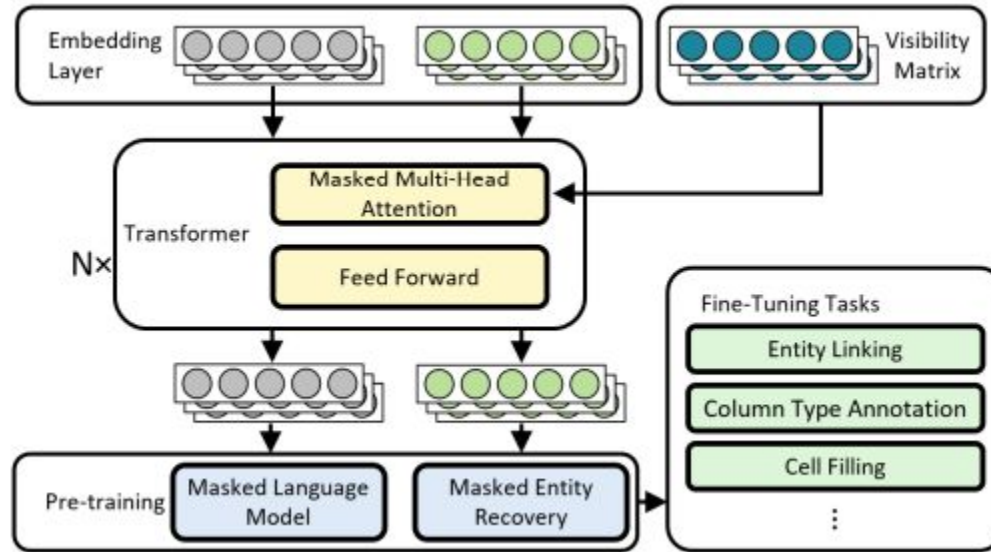 Embedding
Layer
Visibility
Matrix
Masked Multi-Head
Attention
Transformer
N×
Feed Forward
Fine-Tuning Tasks
Entity Linking
Column Type Annotation
Cell Filling
⋮
Pre-training
Masked Language
Model
Masked Entity
Recovery